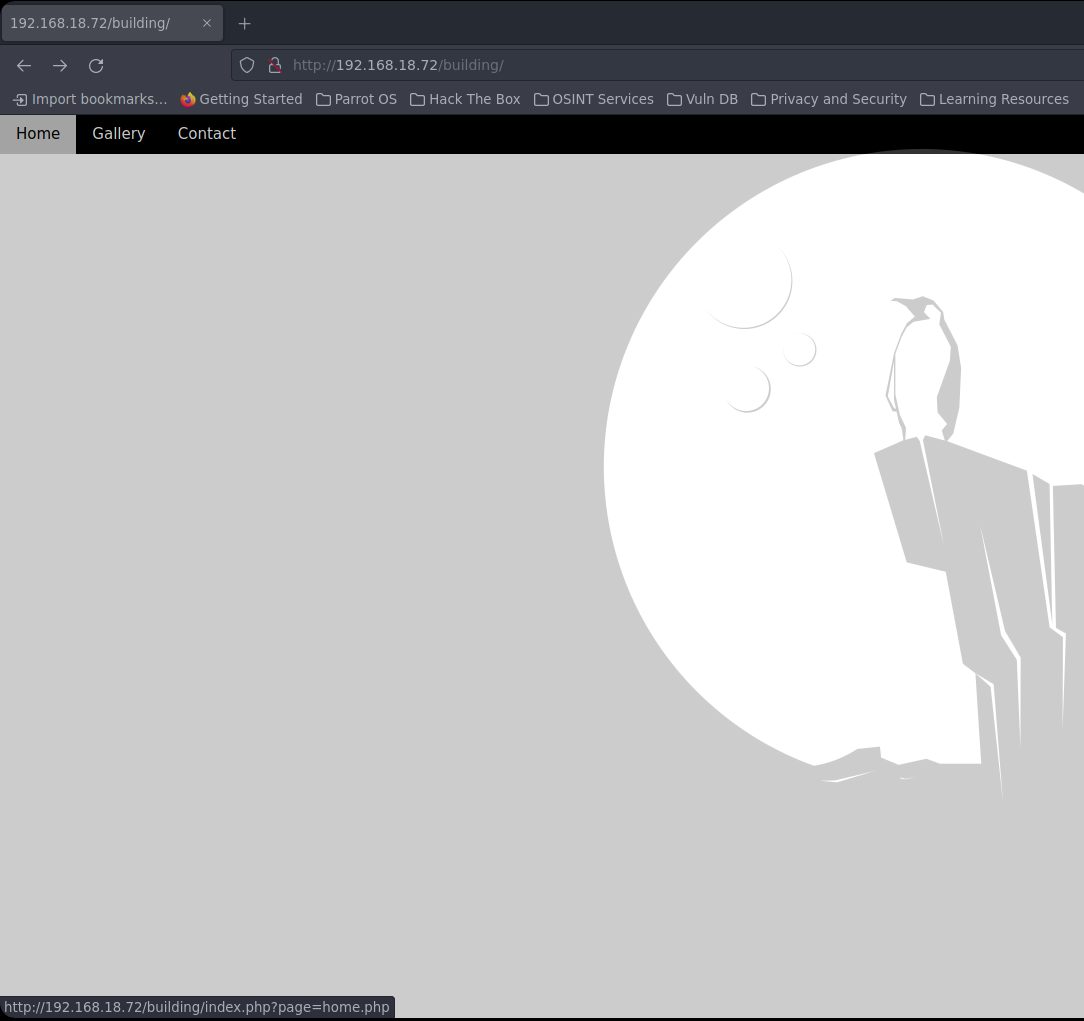 192.168.18.72/building/
http://192.168.18.72/building/
Import bookmarks... Getting Started Parrot OS Hack The Box OSINT Services Vuln DB Privacy and Security Learning Resources
Home Gallery Contact
http://192.168.18.72/building/index.php?page=home.php